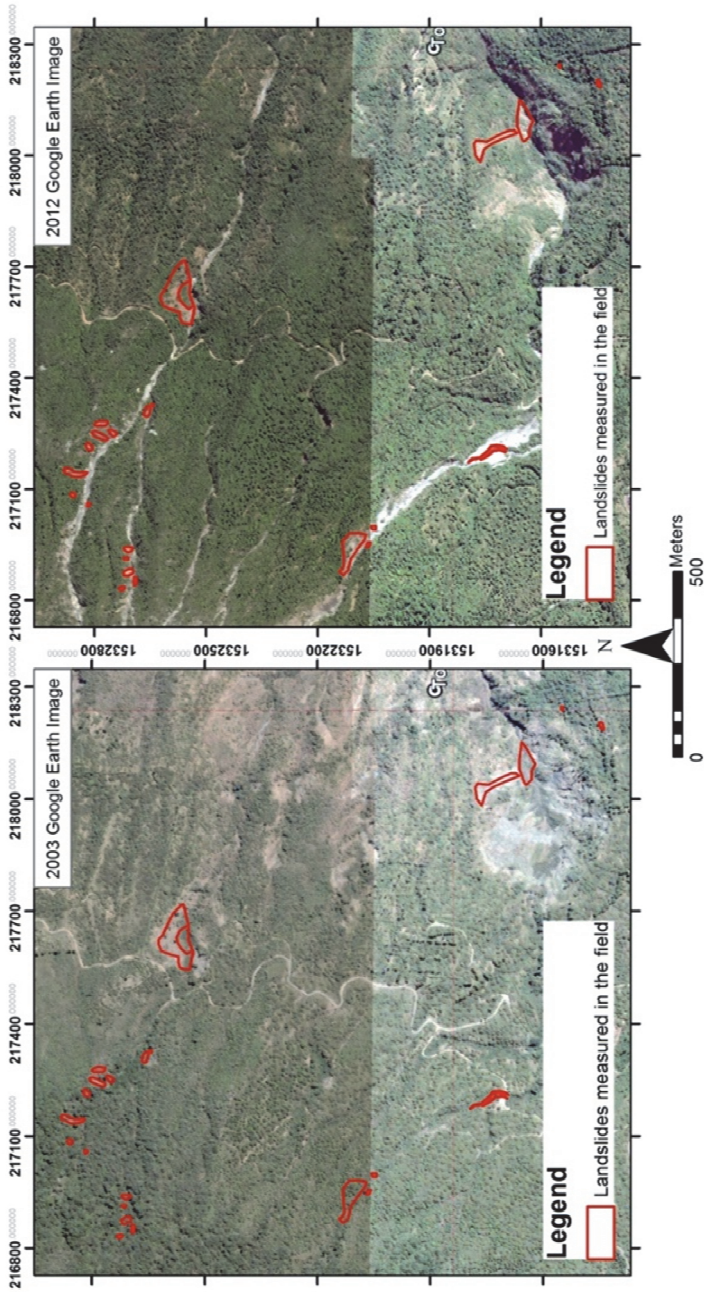 216800 217100 217400 217700 218000 218300
2003 Google Earth Image
Legend
Landslides measured in the field
1532800
1532500
1532200
1531900
1531600
N
216800 217100 217400 217700 218000 218300
2012 Google Earth Image
Legend
Landslides measured in the field
0 500
Meters